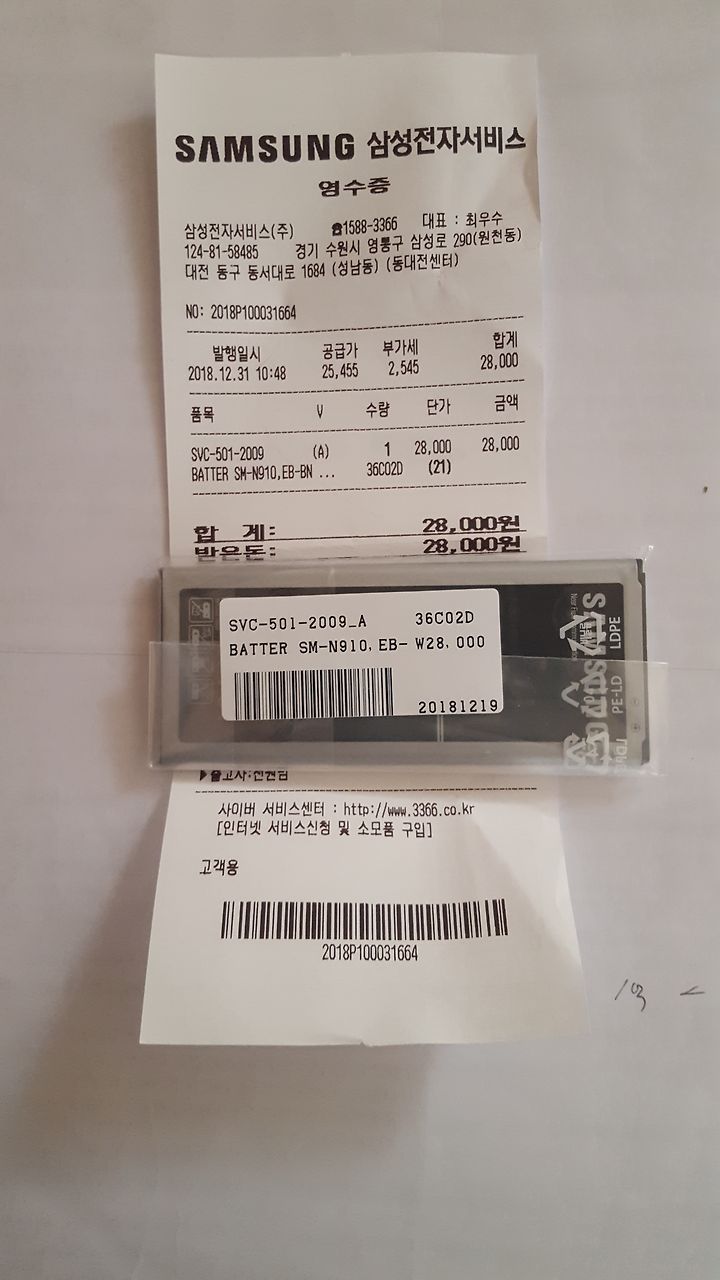 SAMSUNG 삼성전자서비스
영수증
삼성전자서비스(주) ☎1588-3366 대표 : 최우수
124-81-58485 경기 수원시 영통구 삼성로 290(원천동)
대전 동구 동서대로 1684 (성남동) (동대전센터)
NO: 2018P100031664
발행일시 공급가 부가세 합계
2018.12.31 10:48 25,455 2,545 28,000
품목 V 수량 단가 금액
SVC-501-2009 (A) 1 28,000 28,000
BATTER SM-N910,EB-BN ... 36C02D (21)
합 계: 28,000원
받은돈: 28,000원
SVC-501-2009_A 36C02D
BATTER SM-N910, EB- W28,000
20181219
SAMSUNG
LDPE
PE-LD
▶출고사:전원섭
사이버 서비스센터 : http://www.3366.co.kr
[인터넷 서비스신청 및 소모품 구입]
고객용
2018P100031664